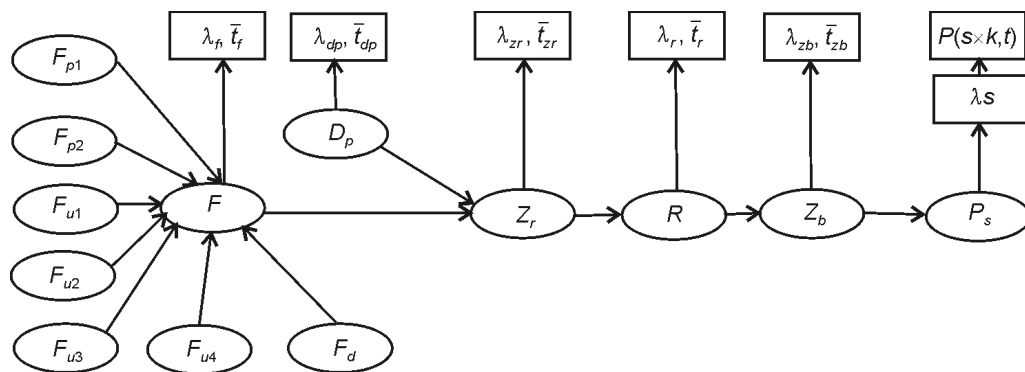 λf, t̄f
λdp, t̄dp
λzr, t̄zr
λr, t̄r
λzb, t̄zb
P(s×k,t)
λs
Fp1
Fp2
Dp
Fu1
F
Zr
R
Zb
Ps
Fu2
Fu3
Fu4
Fd